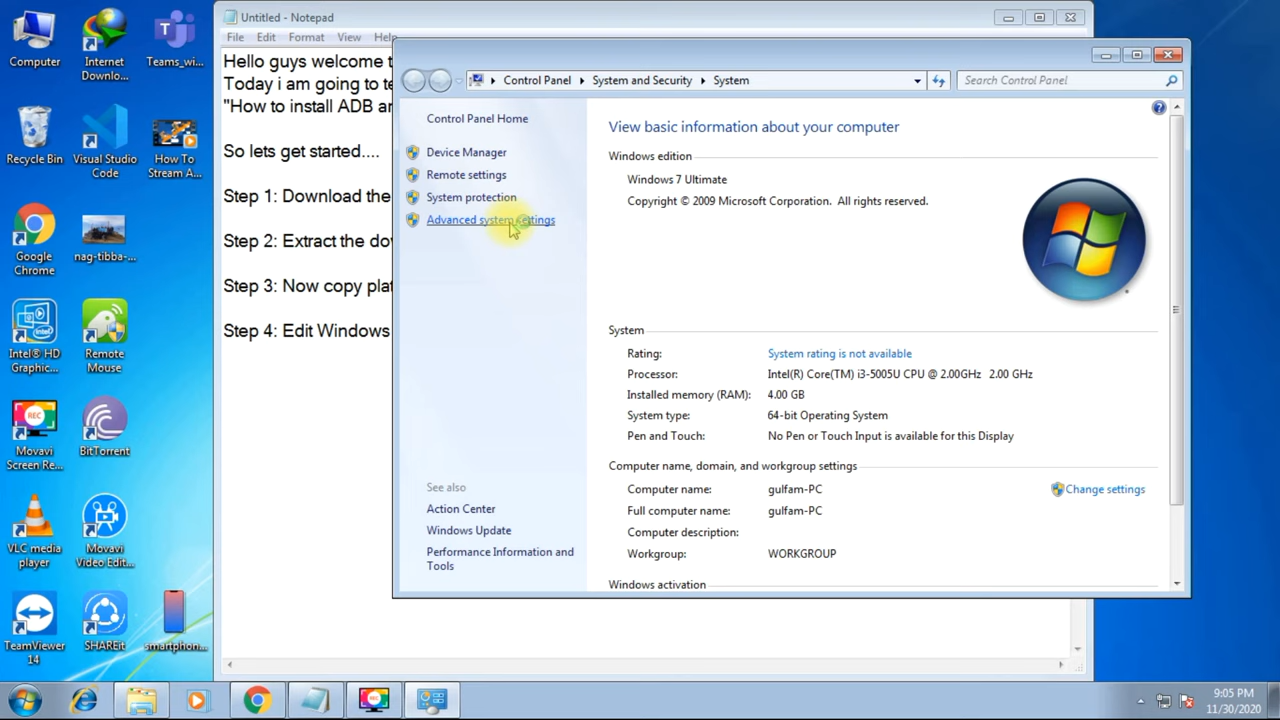 Computer
Internet
Downlo...
Teams_wi...
Recycle Bin
Visual Studio
Code
How To
Stream A...
Google
Chrome
nag-tibba-...
Intel® HD
Graphic...
Remote
Mouse
REC
Movavi
Screen Re...
BitTorrent
VLC media
player
Movavi
Video Edit...
TeamViewer
14
SHAREit
smartphon...
Untitled - Notepad
File Edit Format View Help
Hello guys welcome t
Today i am going to te
"How to install ADB an
So lets get started....
Step 1: Download the
Step 2: Extract the dov
Step 3: Now copy plat
Step 4: Edit Windows
Control Panel System and Security System
Search Control Panel
Control Panel Home
Device Manager
Remote settings
System protection
Advanced system settings
See also
Action Center
Windows Update
Performance Information and
Tools
View basic information about your computer
Windows edition
Windows 7 Ultimate
Copyright © 2009 Microsoft Corporation. All rights reserved.
System
Rating: System rating is not available
Processor: Intel(R) Core(TM) i3-5005U CPU @ 2.00GHz 2.00 GHz
Installed memory (RAM): 4.00 GB
System type: 64-bit Operating System
Pen and Touch: No Pen or Touch Input is available for this Display
Computer name, domain, and workgroup settings
Computer name: gulfam-PC
Change settings
Full computer name: gulfam-PC
Computer description:
Workgroup: WORKGROUP
Windows activation
REC
9:05 PM
11/30/2020